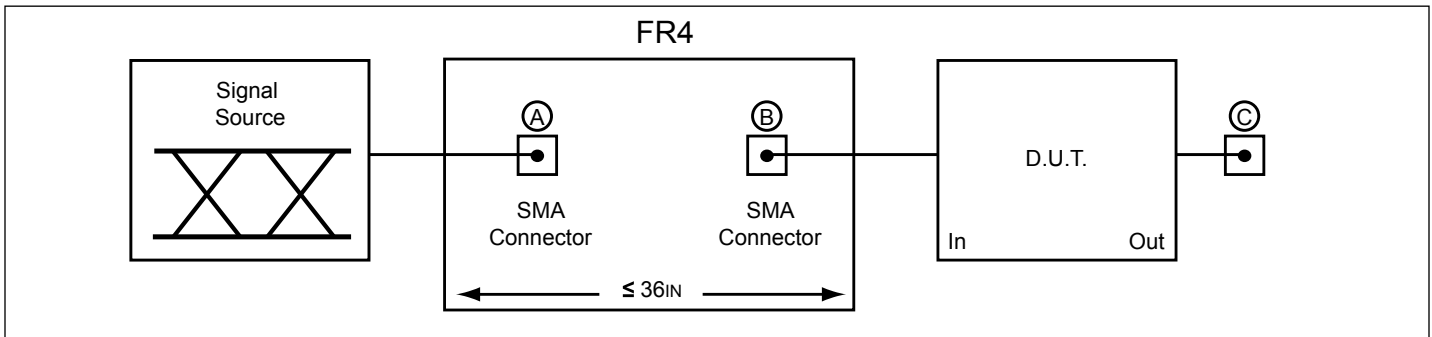 FR4
Signal
Source
A
B
C
D.U.T.
SMA
Connector
SMA
Connector
In
Out
≤ 36IN